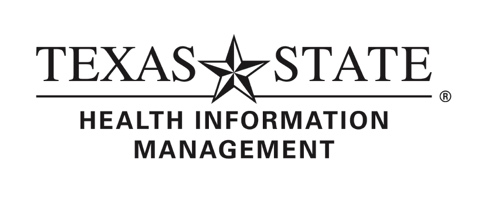 TEXAS STATE ®
HEALTH INFORMATION
MANAGEMENT